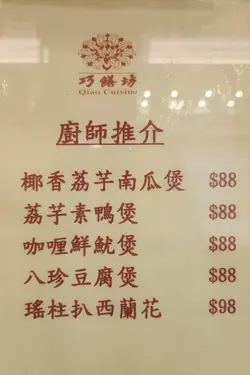 巧饍坊
Qiao Cuisine
廚師推介
椰香荔芋南瓜煲 $88
荔芋素鴨煲 $88
咖喱鮮魷煲 $88
八珍豆腐煲 $88
瑤柱扒西蘭花 $98